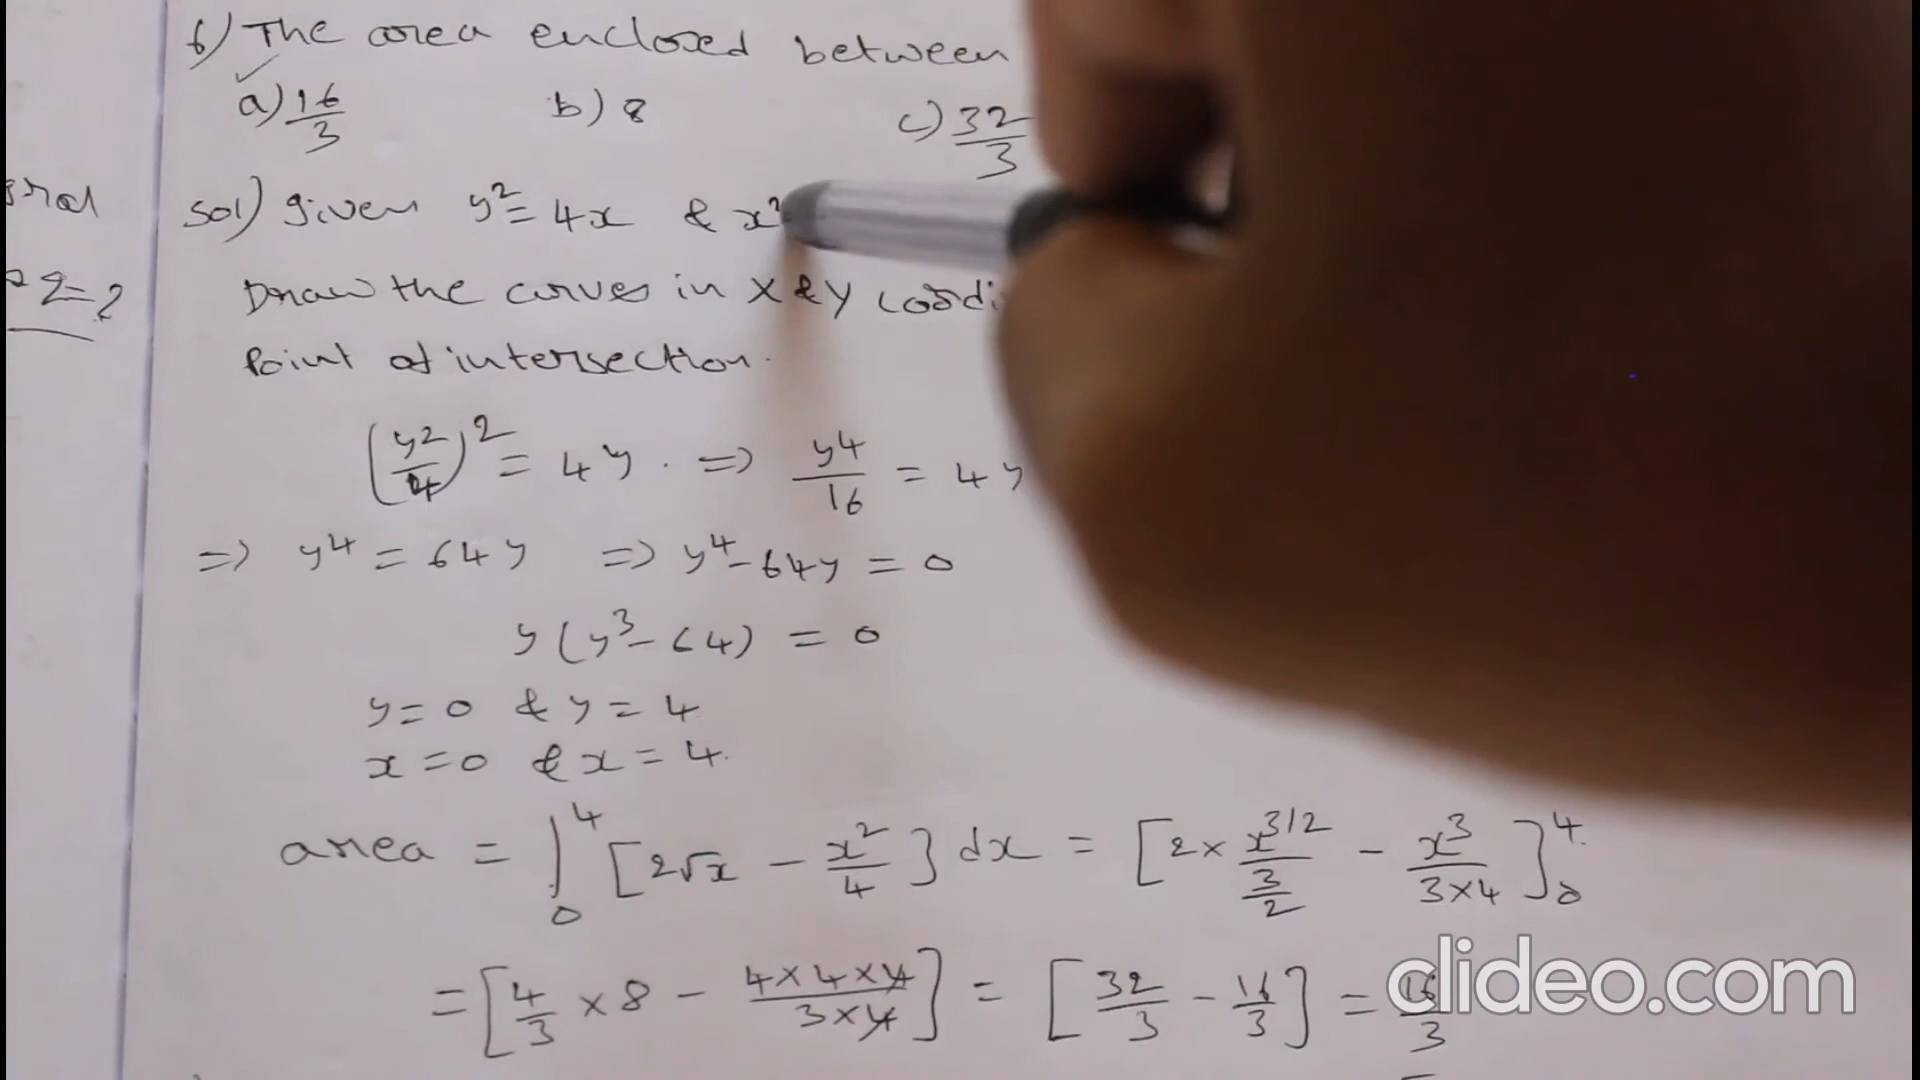 6) The area enclosed between
a) 16/3 b) 8 c) 32/3
sol) Given y² = 4x & x²
Draw the curves in X & Y coordi
Point of intersection.
(y²/4)² = 4y . => y4/16 = 4y
=> y4 = 64y => y⁴ - 64y = 0
y(y³ - 64) = 0
y = 0 & y = 4
x = 0 & x = 4.
area = ∫₀⁴ [2√x - x²/4] dx = [2 × x^3/2 / 3/2 - x³/3×4]₀⁴
= [4/3 × 8 - 4×4×4/3×4] = [32/3 - 16/3] = 16/3
2=2
clideo.com